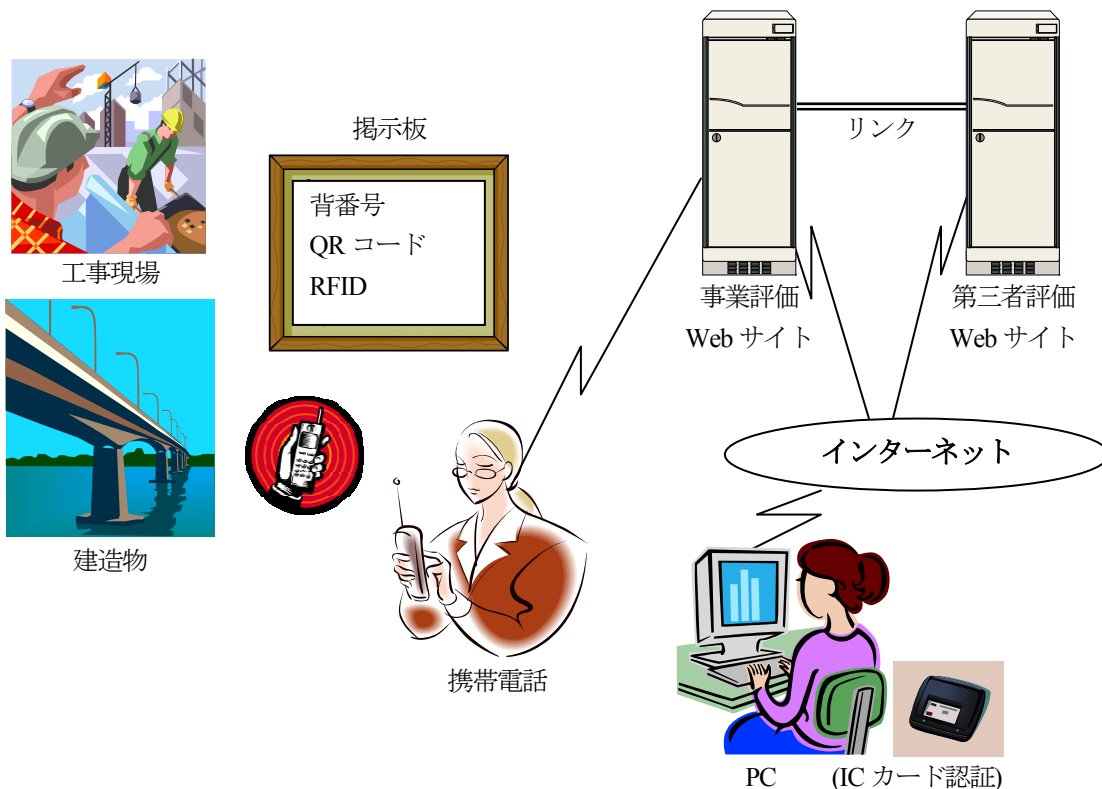 工事現場
建造物
掲示板
背番号
QR コード
RFID
携帯電話
リンク
事業評価
Web サイト
第三者評価
Web サイト
インターネット
PC
(IC カード認証)